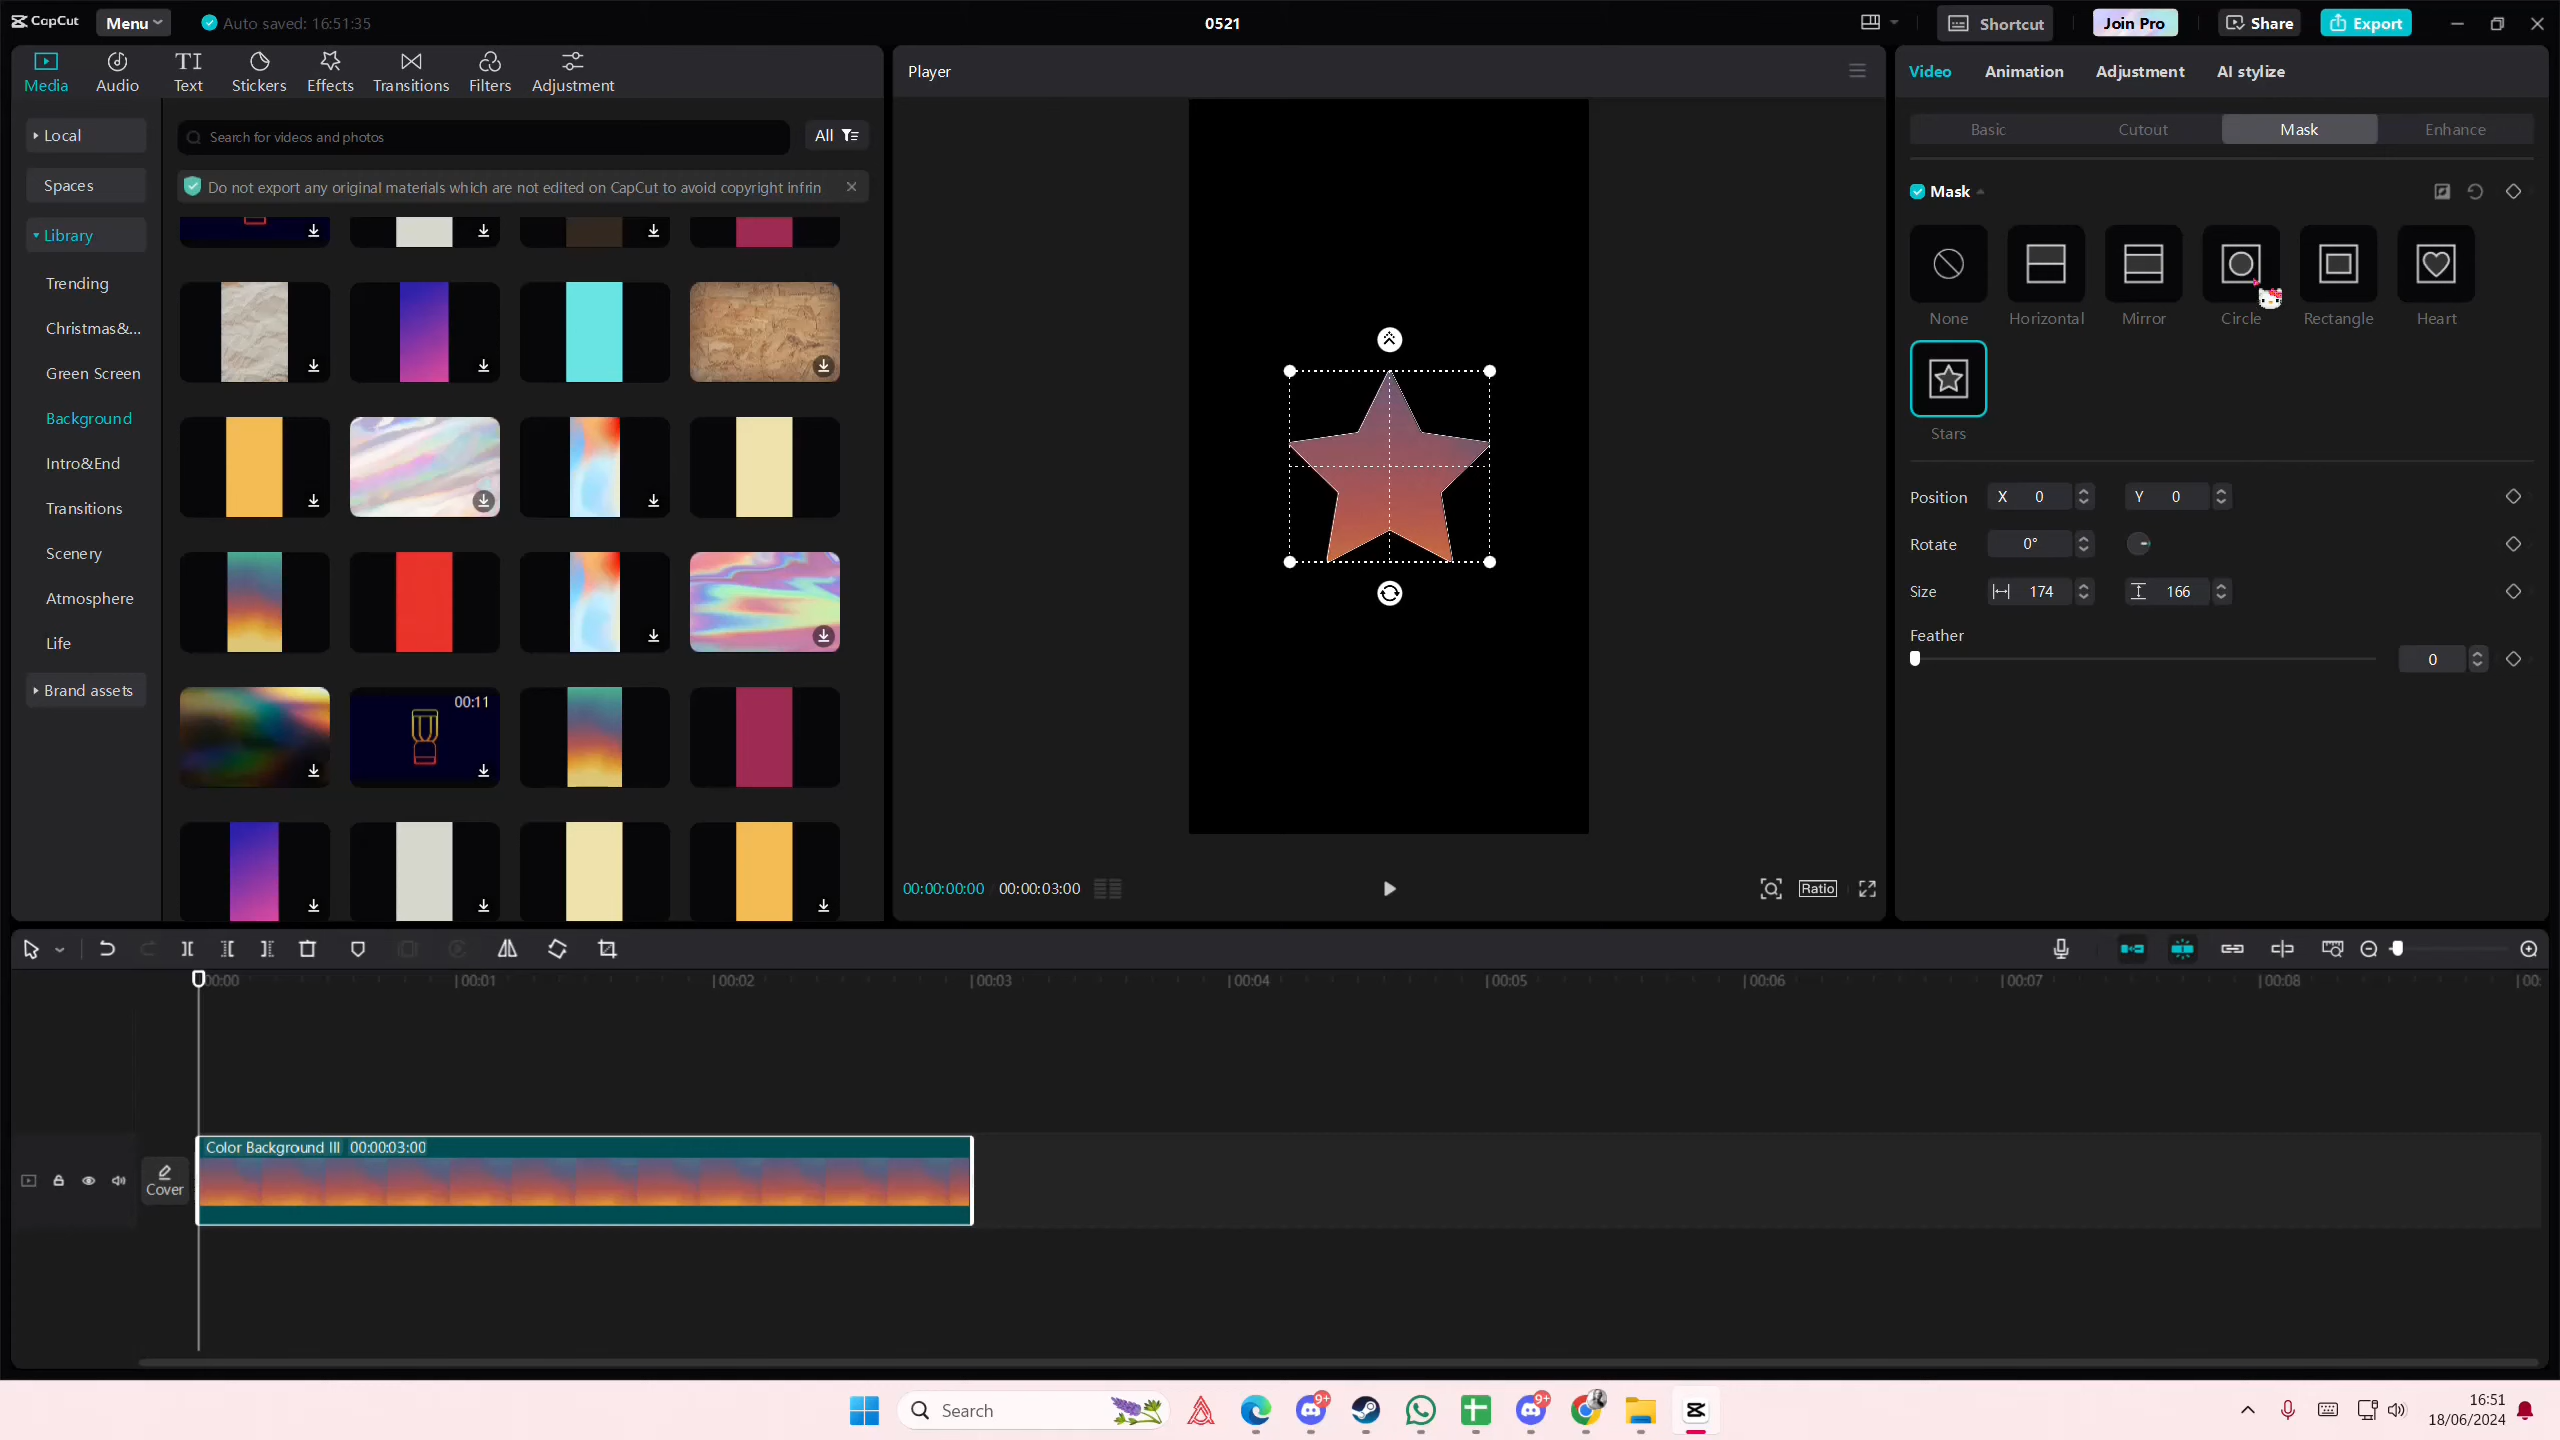 CapCut
Menu
Auto saved: 16:51:35
0521
Shortcut
Join Pro
Share
Export
Media
Audio
TI
Text
Stickers
Effects
Transitions
Filters
Adjustment
Player
Video
Animation
Adjustment
AI stylize
Local
Search for videos and photos
All
Basic
Cutout
Mask
Enhance
Spaces
Do not export any original materials which are not edited on CapCut to avoid copyright infrin
Mask
Library
Trending
None
Horizontal
Mirror
Circle
Rectangle
Heart
Christmas&...
Green Screen
Background
Stars
Intro&End
Position X 0 Y 0
Transitions
Rotate 0°
Scenery
Size 174 166
Atmosphere
Feather
Life
0
Brand assets
00:11
00:00:00:00 00:00:03:00
Ratio
00:00
00:01
00:02
00:03
00:04
00:05
00:06
00:07
00:08
00:
Color Background III 00:00:03:00
Cover
Search
9+
9+
16:51
18/06/2024